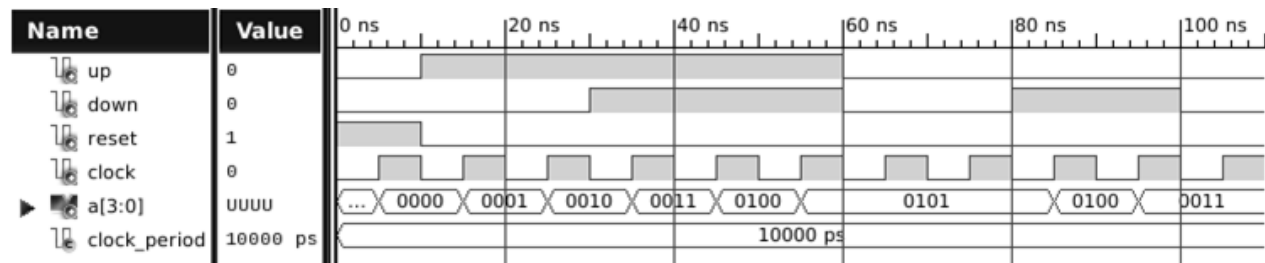 Name Value 0 ns 20 ns 40 ns 60 ns 80 ns 100 ns
up 0
down 0
reset 1
clock 0
a[3:0] UUUU ... 0000 0001 0010 0011 0100 0101 0100 0011
clock_period 10000 ps 10000 ps